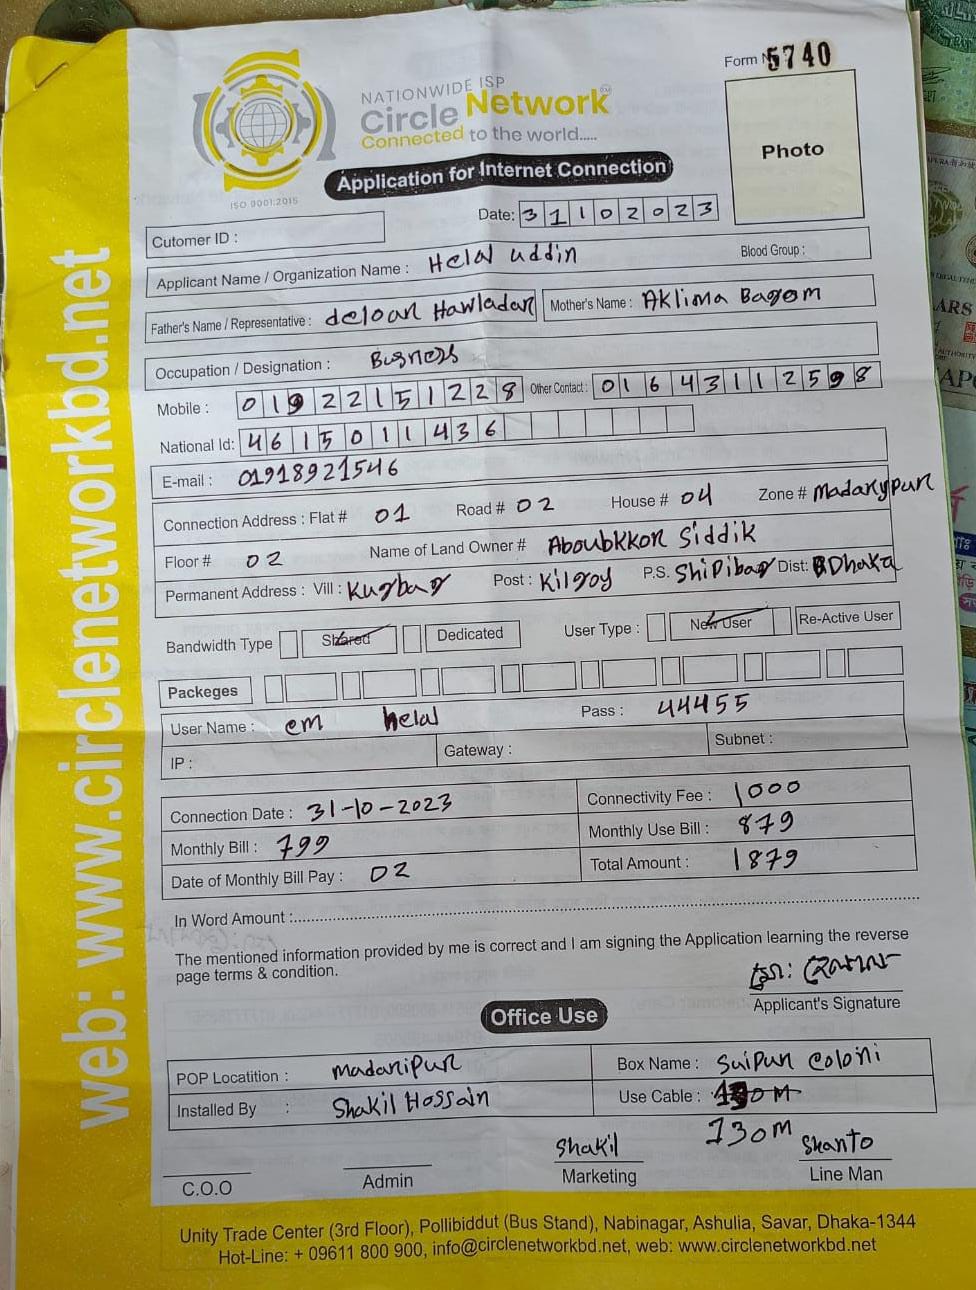 Form N 5740
NATIONWIDE ISP
Circle Network
Connected to the world.....
ISO 9001:2015
Application for Internet Connection
Photo
Date: 31102023
Cutomer ID :
Applicant Name / Organization Name : Helal uddin Blood Group :
Father's Name / Representative : deloar Hawladar Mother's Name : Aklima Bagom
Occupation / Designation : Busness
Mobile : 01922151228 Other Contact : 01643112598
National Id: 4615011436
E-mail : 01918921546
Connection Address : Flat # 01 Road # 02 House # 04 Zone # Madanypur
Floor # 02 Name of Land Owner # Aboubkkor Siddik
Permanent Address : Vill : Kugbag Post : Kilgoy P.S. Shipibag Dist: Dhaka
Bandwidth Type Shared Dedicated User Type : New User Re-Active User
Packeges
User Name : em helal Pass : 44455
IP : Gateway : Subnet :
Connection Date : 31-10-2023 Connectivity Fee : 1000
Monthly Bill : 799 Monthly Use Bill : 879
Date of Monthly Bill Pay : 02 Total Amount : 1879
In Word Amount :
The mentioned information provided by me is correct and I am signing the Application learning the reverse
page terms & condition.
Applicant's Signature
Office Use
POP Locatition : Madanipur Box Name : Saipur Coloni
Installed By : Shakil Hossain Use Cable : 130M
C.O.O Admin Shakil Marketing Skanto Line Man
Unity Trade Center (3rd Floor), Pollibiddut (Bus Stand), Nabinagar, Ashulia, Savar, Dhaka-1344
Hot-Line: + 09611 800 900, info@circlenetworkbd.net, web: www.circlenetworkbd.net
web: www.circlenetworkbd.net